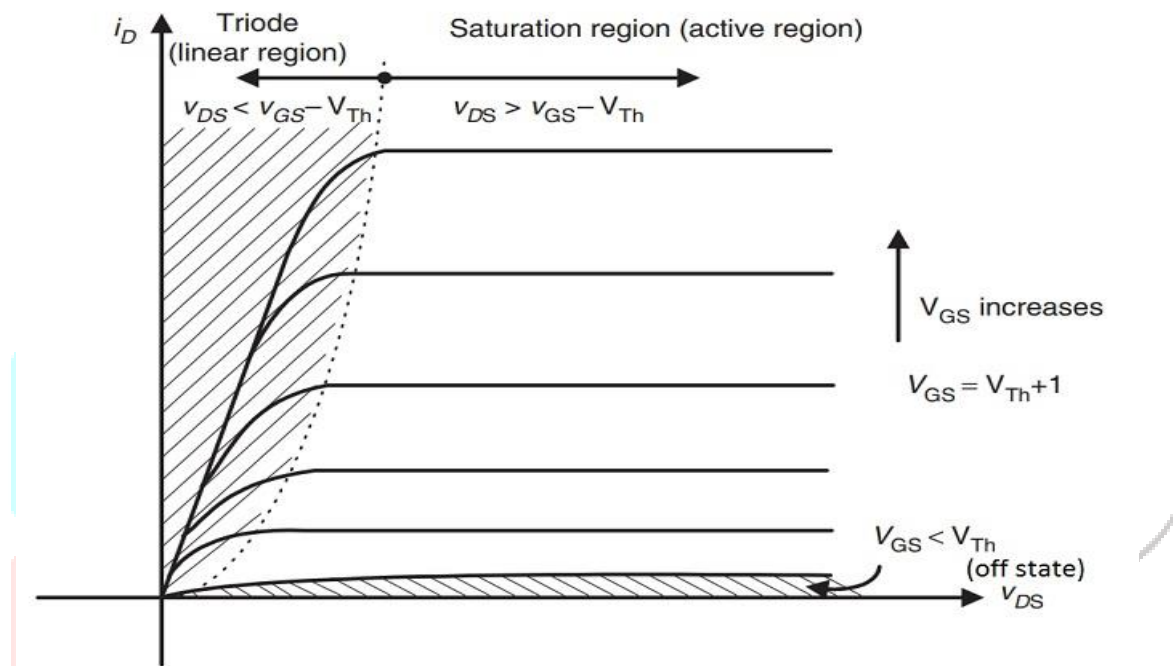 i_D
Triode
(linear region)
Saturation region (active region)
v_DS < v_GS − V_Th
v_DS > v_GS − V_Th
V_GS increases
V_GS = V_Th+1
V_GS < V_Th
(off state)
v_DS